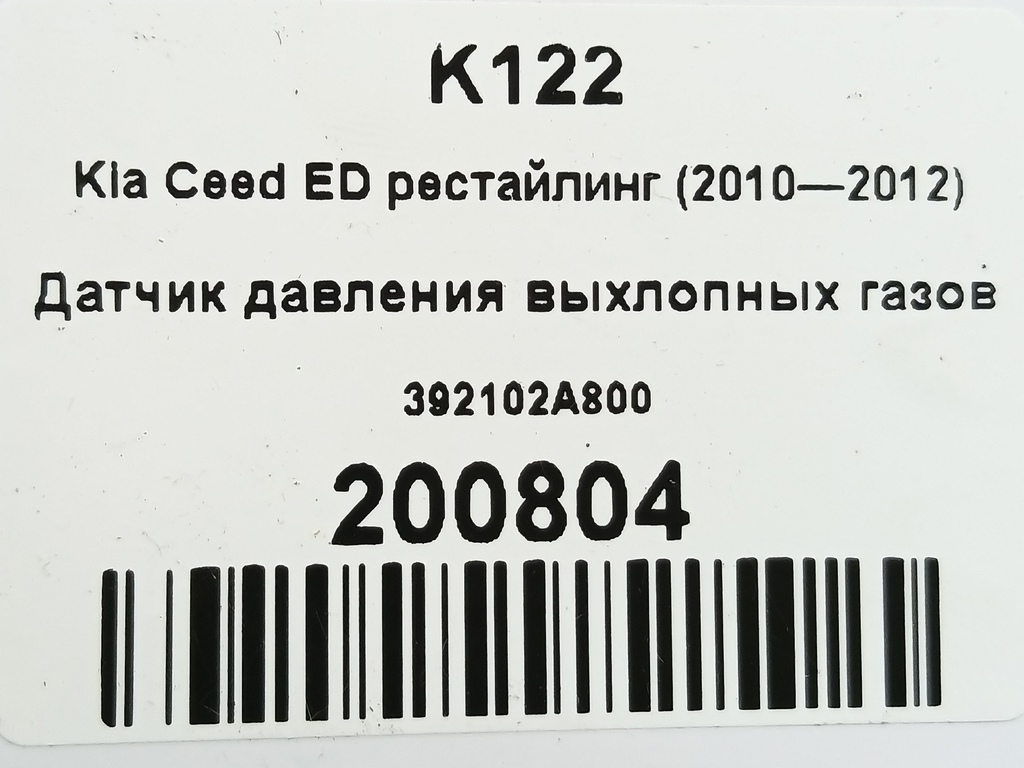 K122
Kia Ceed ED рестайлинг (2010—2012)
Датчик давления выхлопных газов
392102A800
200804